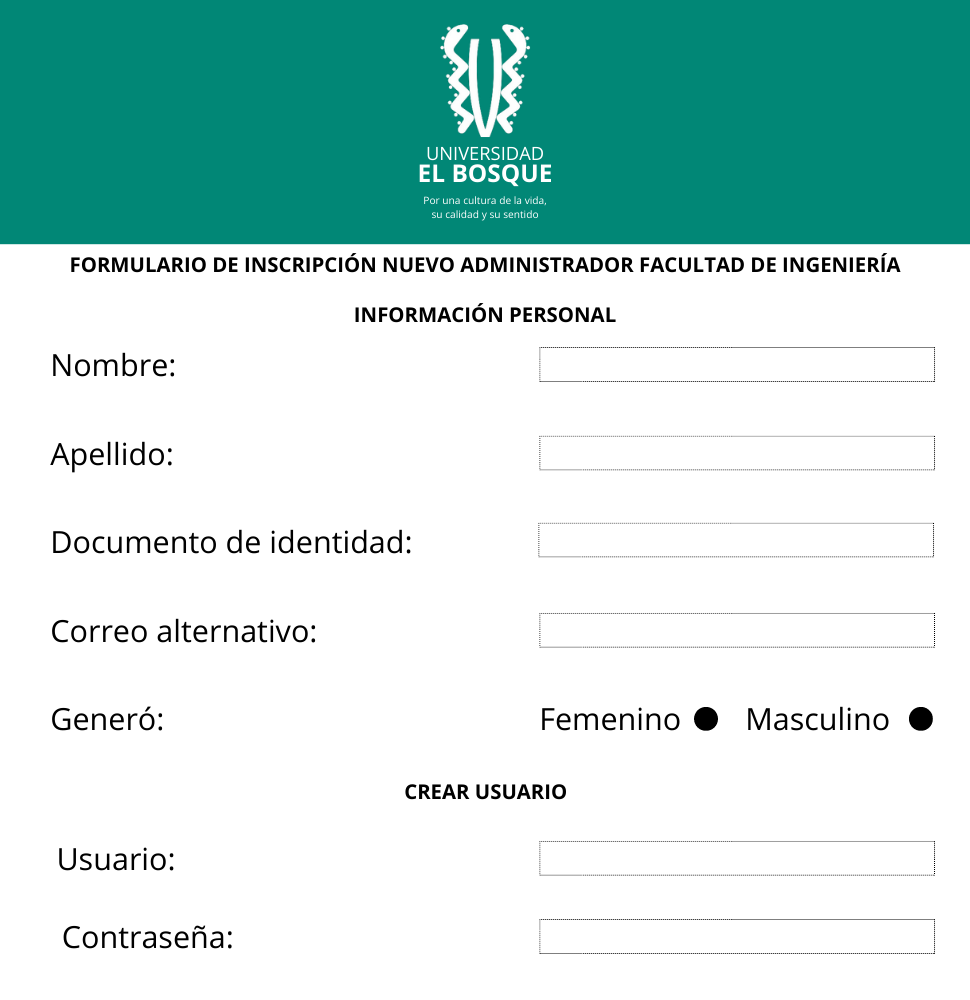 UNIVERSIDAD
EL BOSQUE
Por una cultura de la vida,
su calidad y su sentido
FORMULARIO DE INSCRIPCIÓN NUEVO ADMINISTRADOR FACULTAD DE INGENIERÍA
INFORMACIÓN PERSONAL
Nombre:
Apellido:
Documento de identidad:
Correo alternativo:
Generó: Femenino Masculino
CREAR USUARIO
Usuario:
Contraseña: